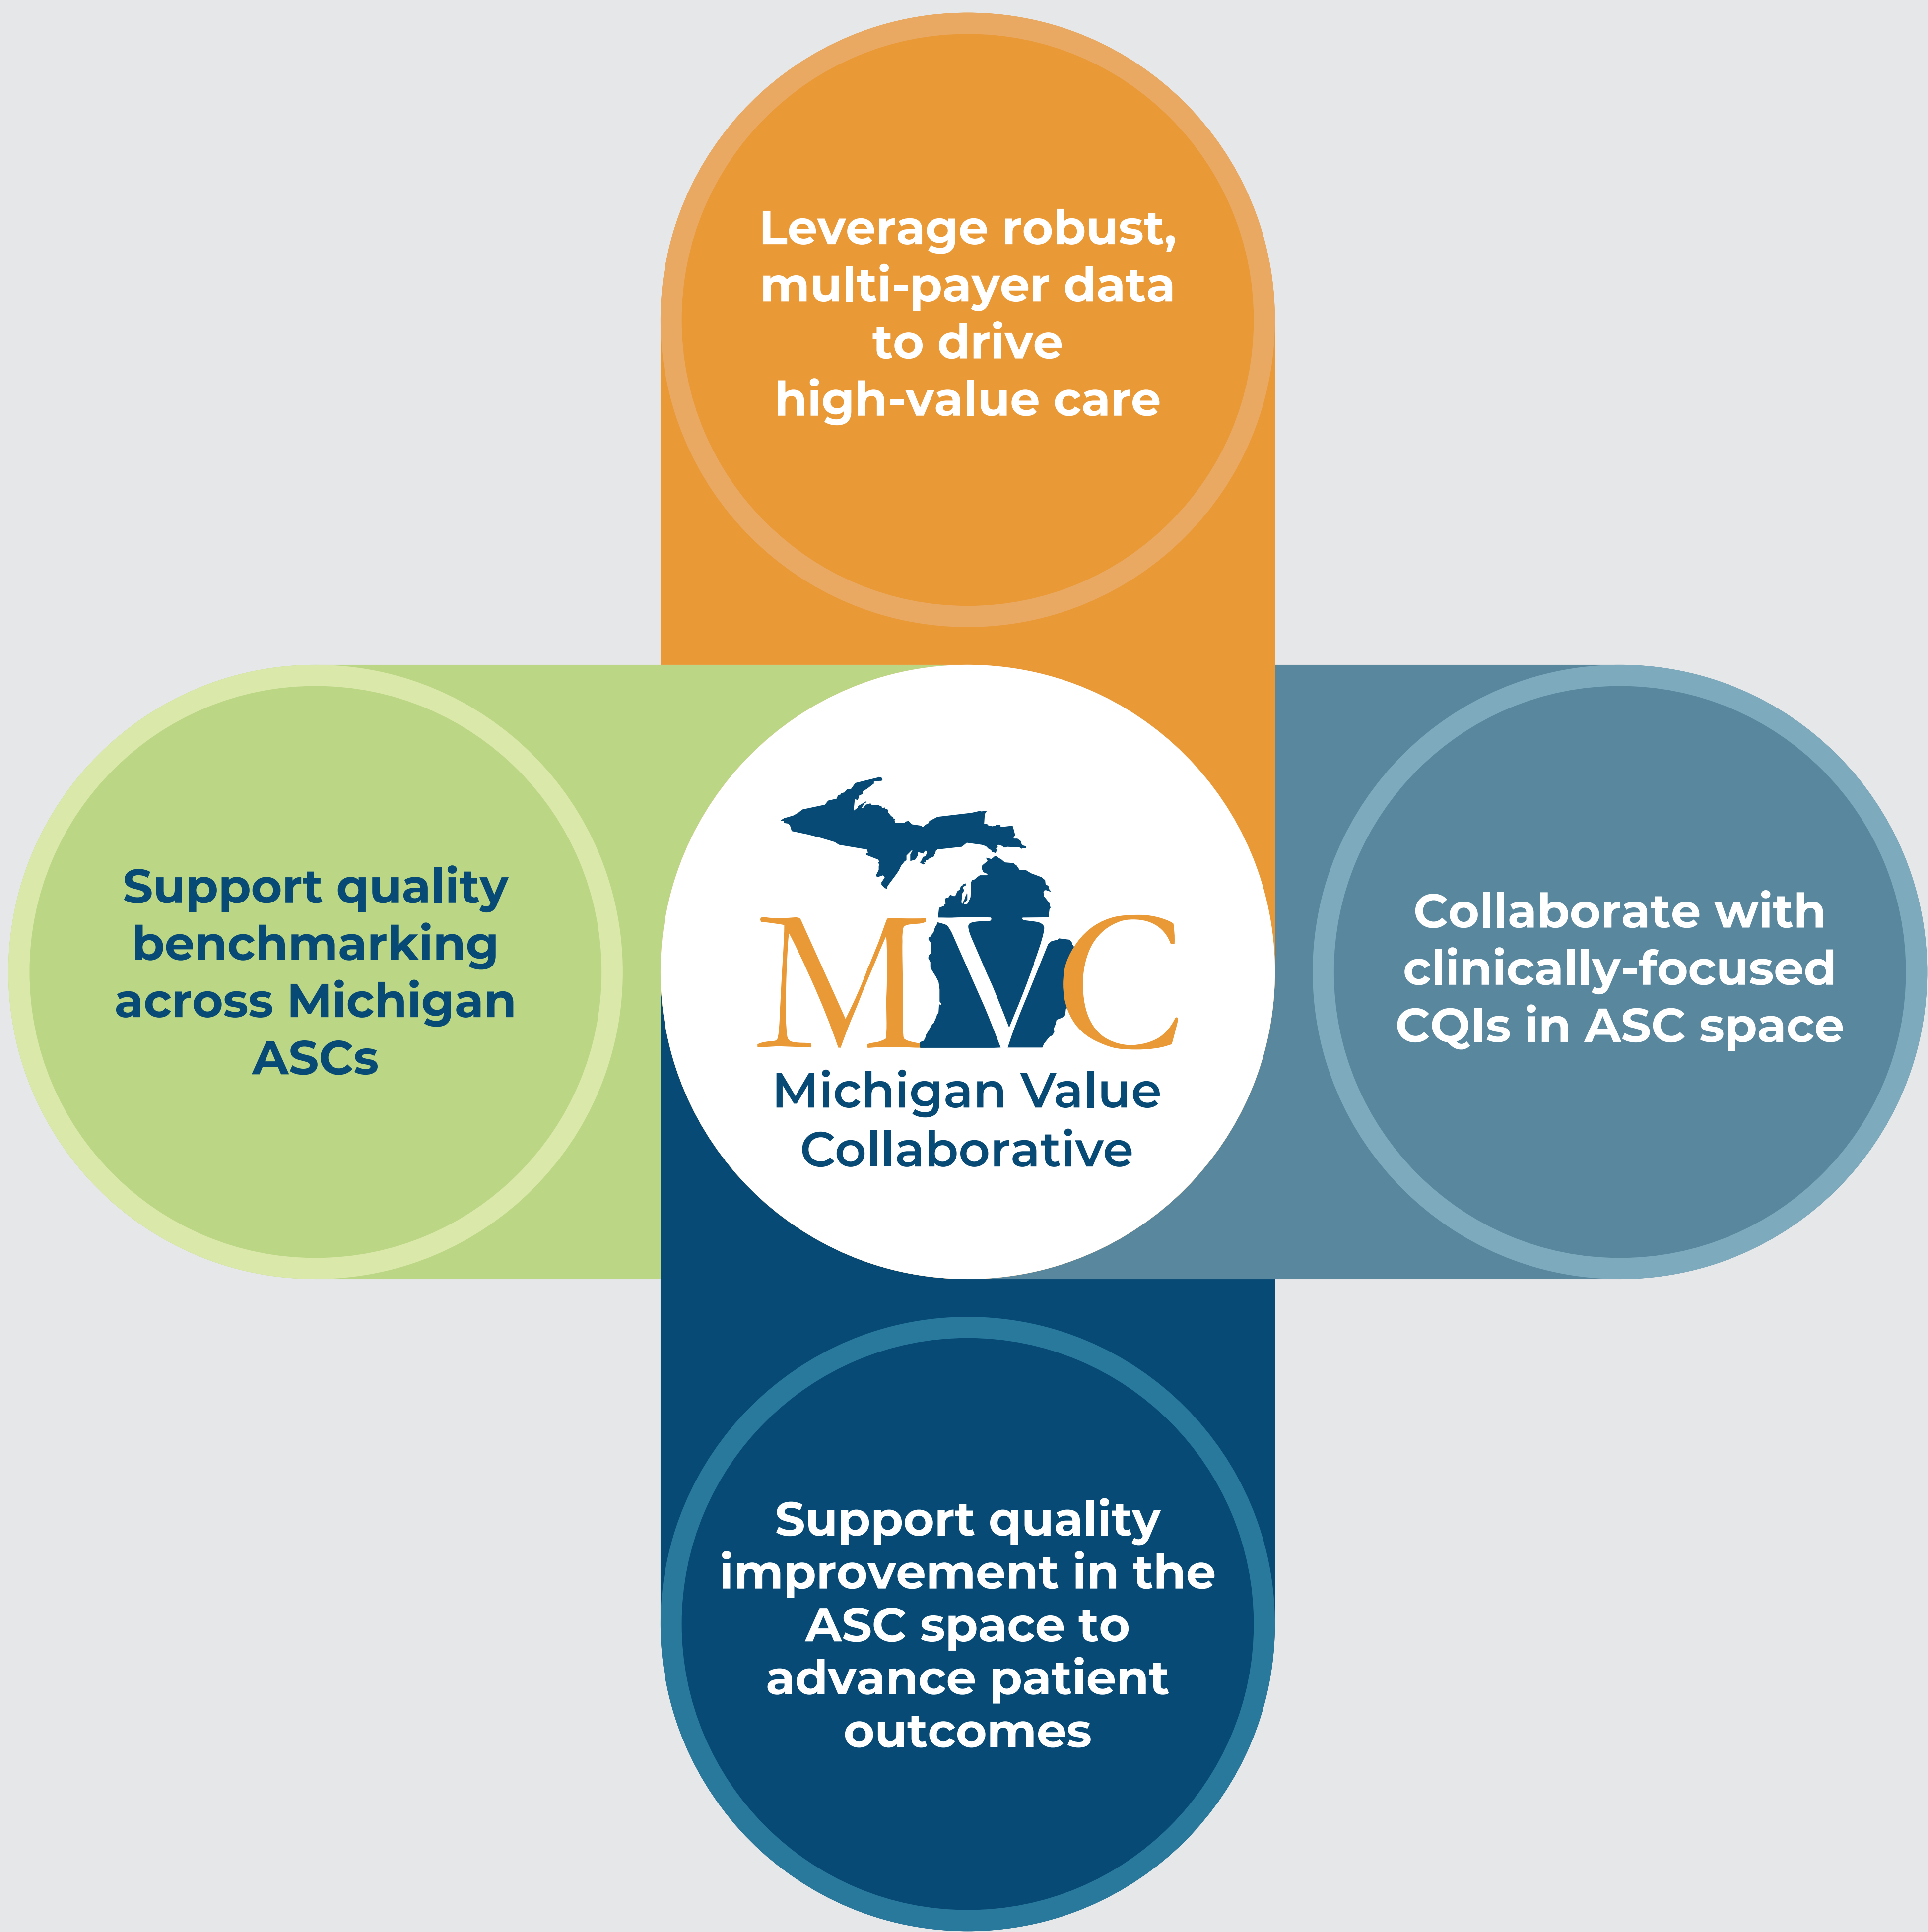 Leverage robust,
multi-payer data
to drive
high-value care
Support quality
benchmarking
across Michigan
ASCs
MVC
Michigan Value
Collaborative
Collaborate with
clinically-focused
CQIs in ASC space
Support quality
improvement in the
ASC space to
advance patient
outcomes